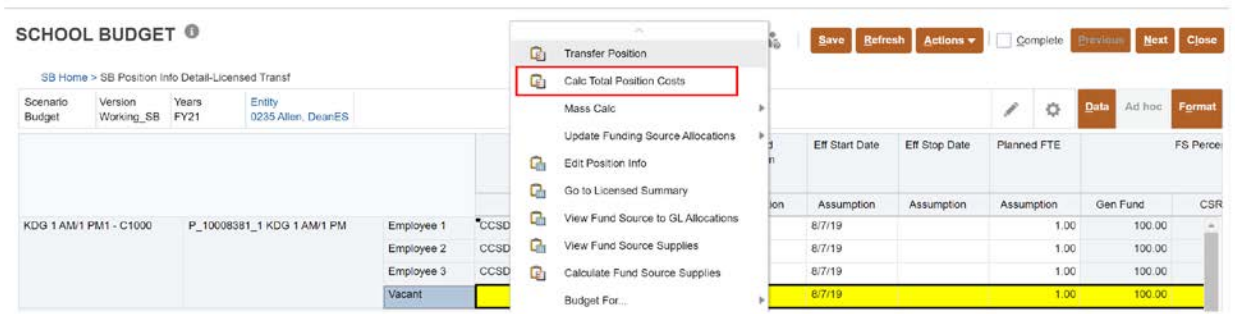 SCHOOL BUDGET
Save Refresh Actions Complete Previous Next Close
SB Home > SB Position Info Detail-Licensed Transf
Scenario Version Years Entity
Budget Working_SB FY21 0235 Allen, DeanES
Data Ad hoc Format
Transfer Position
Calc Total Position Costs
Mass Calc
Update Funding Source Allocations
Edit Position Info
Go to Licensed Summary
View Fund Source to GL Allocations
View Fund Source Supplies
Calculate Fund Source Supplies
Budget For...
Eff Start Date Eff Stop Date Planned FTE FS Perce
Assumption Assumption Assumption Gen Fund CSR
KDG 1 AM/1 PM1 - C1000 P_10008381_1 KDG 1 AM/1 PM Employee 1 CCSD 8/7/19 1.00 100.00
Employee 2 CCSD 8/7/19 1.00 100.00
Employee 3 CCSD 8/7/19 1.00 100.00
Vacant 8/7/19 1.00 100.00